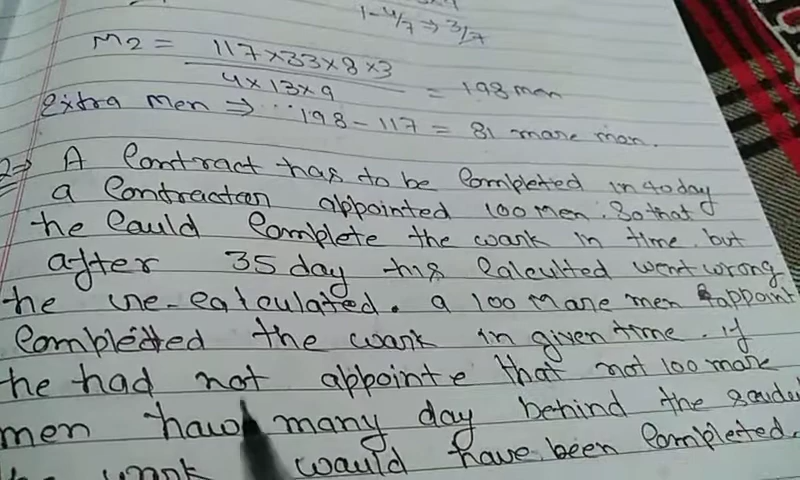 1-4/7 ⇒ 3/7
M2 = 117×33×8×3 / 4×13×9 = 198 men
Extra men ⇒ 198 - 117 = 81 more men.
2⇒ A Contract has to be Completed in 40 day
a Contractor appointed 100 men. So that
he Could Complete the work in time. but
after 35 day his Calculted went wrong
he re-calculated. a 100 more men appoint
Completed the work in given time. if
he had not appointe that not 100 more
men how many day behind the
work would have been Completed.